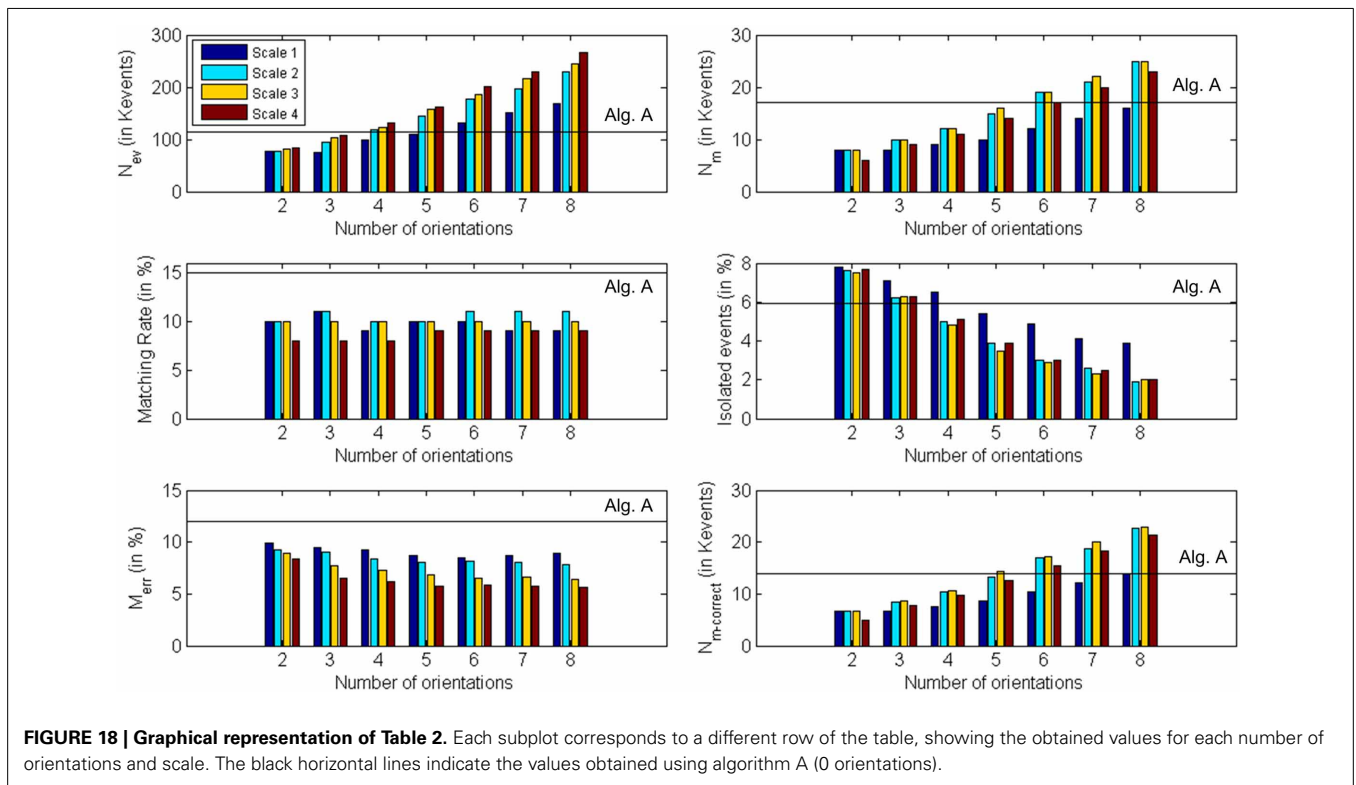 300
200
100
0
N_ev (in Kevents)
Scale 1
Scale 2
Scale 3
Scale 4
Alg. A
2 3 4 5 6 7 8
Number of orientations
30
20
10
0
N_m (in Kevents)
Alg. A
2 3 4 5 6 7 8
Number of orientations
15
10
5
0
Matching Rate (in %)
Alg. A
2 3 4 5 6 7 8
Number of orientations
8
6
4
2
0
Isolated events (in %)
Alg. A
2 3 4 5 6 7 8
Number of orientations
15
10
5
0
M_err (in %)
Alg. A
2 3 4 5 6 7 8
Number of orientations
30
20
10
0
N_m-correct (in Kevents)
Alg. A
2 3 4 5 6 7 8
Number of orientations
FIGURE 18 | Graphical representation of Table 2. Each subplot corresponds to a different row of the table, showing the obtained values for each number of
orientations and scale. The black horizontal lines indicate the values obtained using algorithm A (0 orientations).